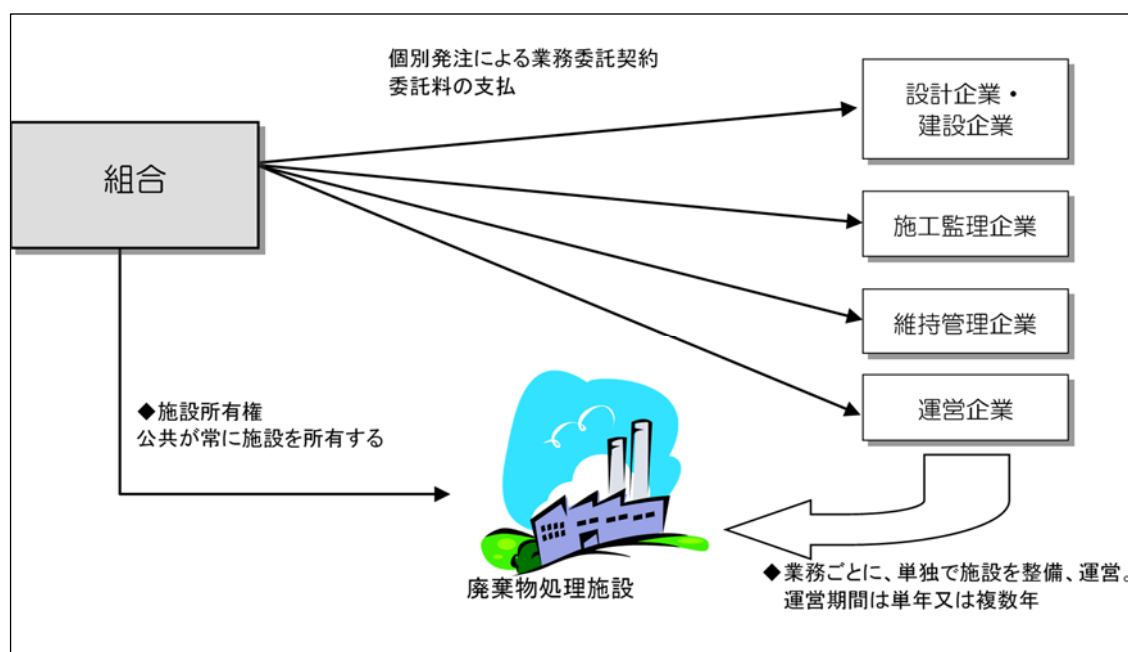 個別発注による業務委託契約
委託料の支払
組合
設計企業・
建設企業
施工監理企業
維持管理企業
運営企業
◆施設所有権
公共が常に施設を所有する
廃棄物処理施設
◆業務ごとに、単独で施設を整備、運営。
運営期間は単年又は複数年